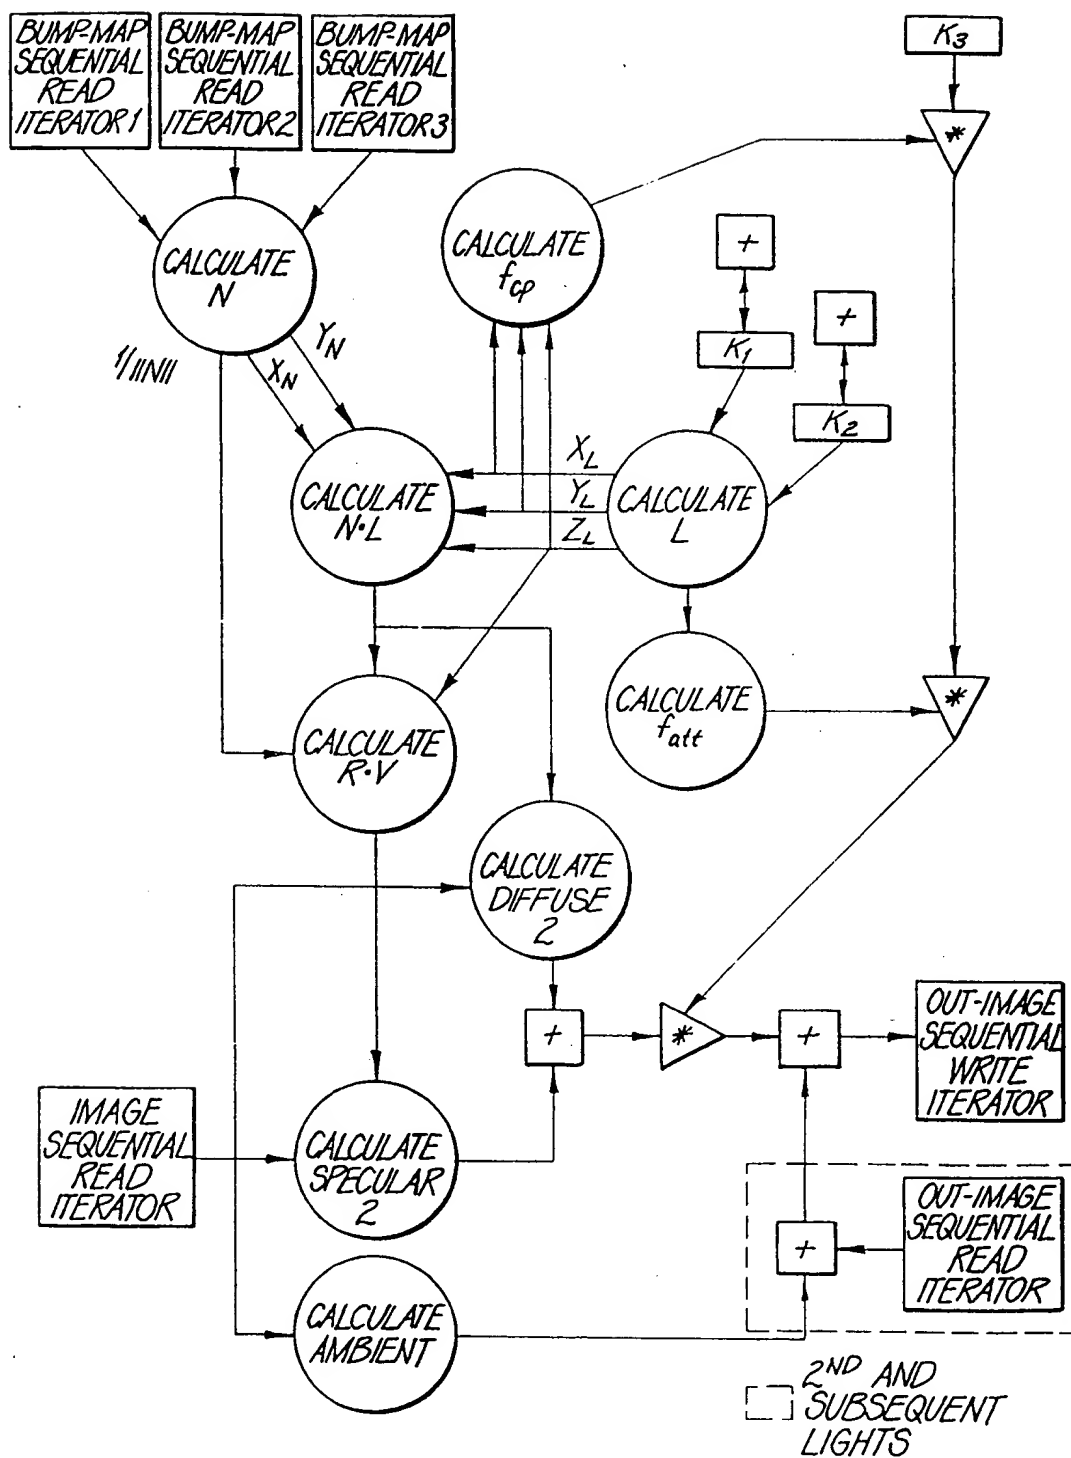 BUMP-MAP
SEQUENTIAL
READ
ITERATOR 1
BUMP-MAP
SEQUENTIAL
READ
ITERATOR 2
BUMP-MAP
SEQUENTIAL
READ
ITERATOR 3
K3
*
CALCULATE
N
CALCULATE
fcp
+
+
K1
K2
1/||N||
XN
YN
CALCULATE
N·L
XL
YL
ZL
CALCULATE
L
CALCULATE
R·V
CALCULATE
fatt
*
CALCULATE
DIFFUSE
2
+
*
+
OUT-IMAGE
SEQUENTIAL
WRITE
ITERATOR
IMAGE
SEQUENTIAL
READ
ITERATOR
CALCULATE
SPECULAR
2
+
OUT-IMAGE
SEQUENTIAL
READ
ITERATOR
CALCULATE
AMBIENT
2ND AND
SUBSEQUENT
LIGHTS